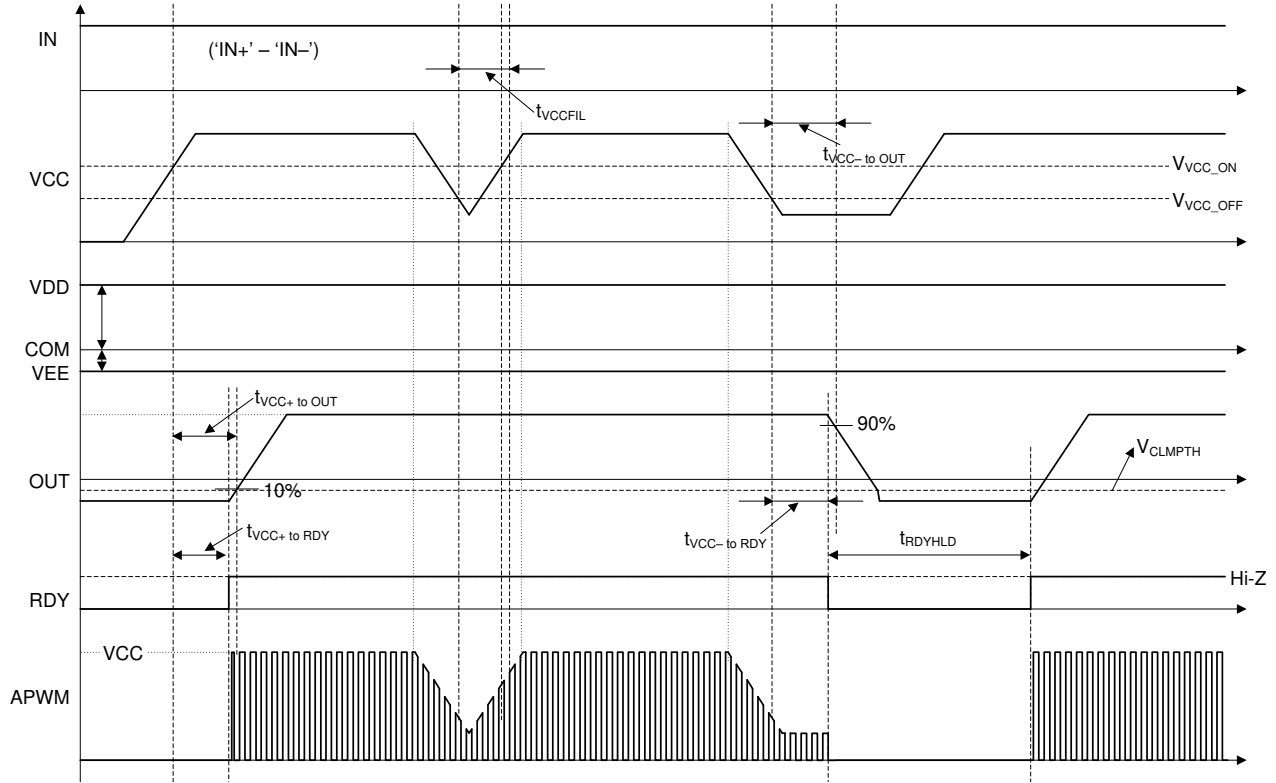 IN
(‘IN+’ – ‘IN–’)
tVCCFIL
tVCC– to OUT
VCC
VVCC_ON
VVCC_OFF
VDD
COM
VEE
tVCC+ to OUT
90%
VCLMPTH
OUT
10%
tVCC+ to RDY
tVCC– to RDY
tRDYHLD
Hi-Z
RDY
VCC
APWM